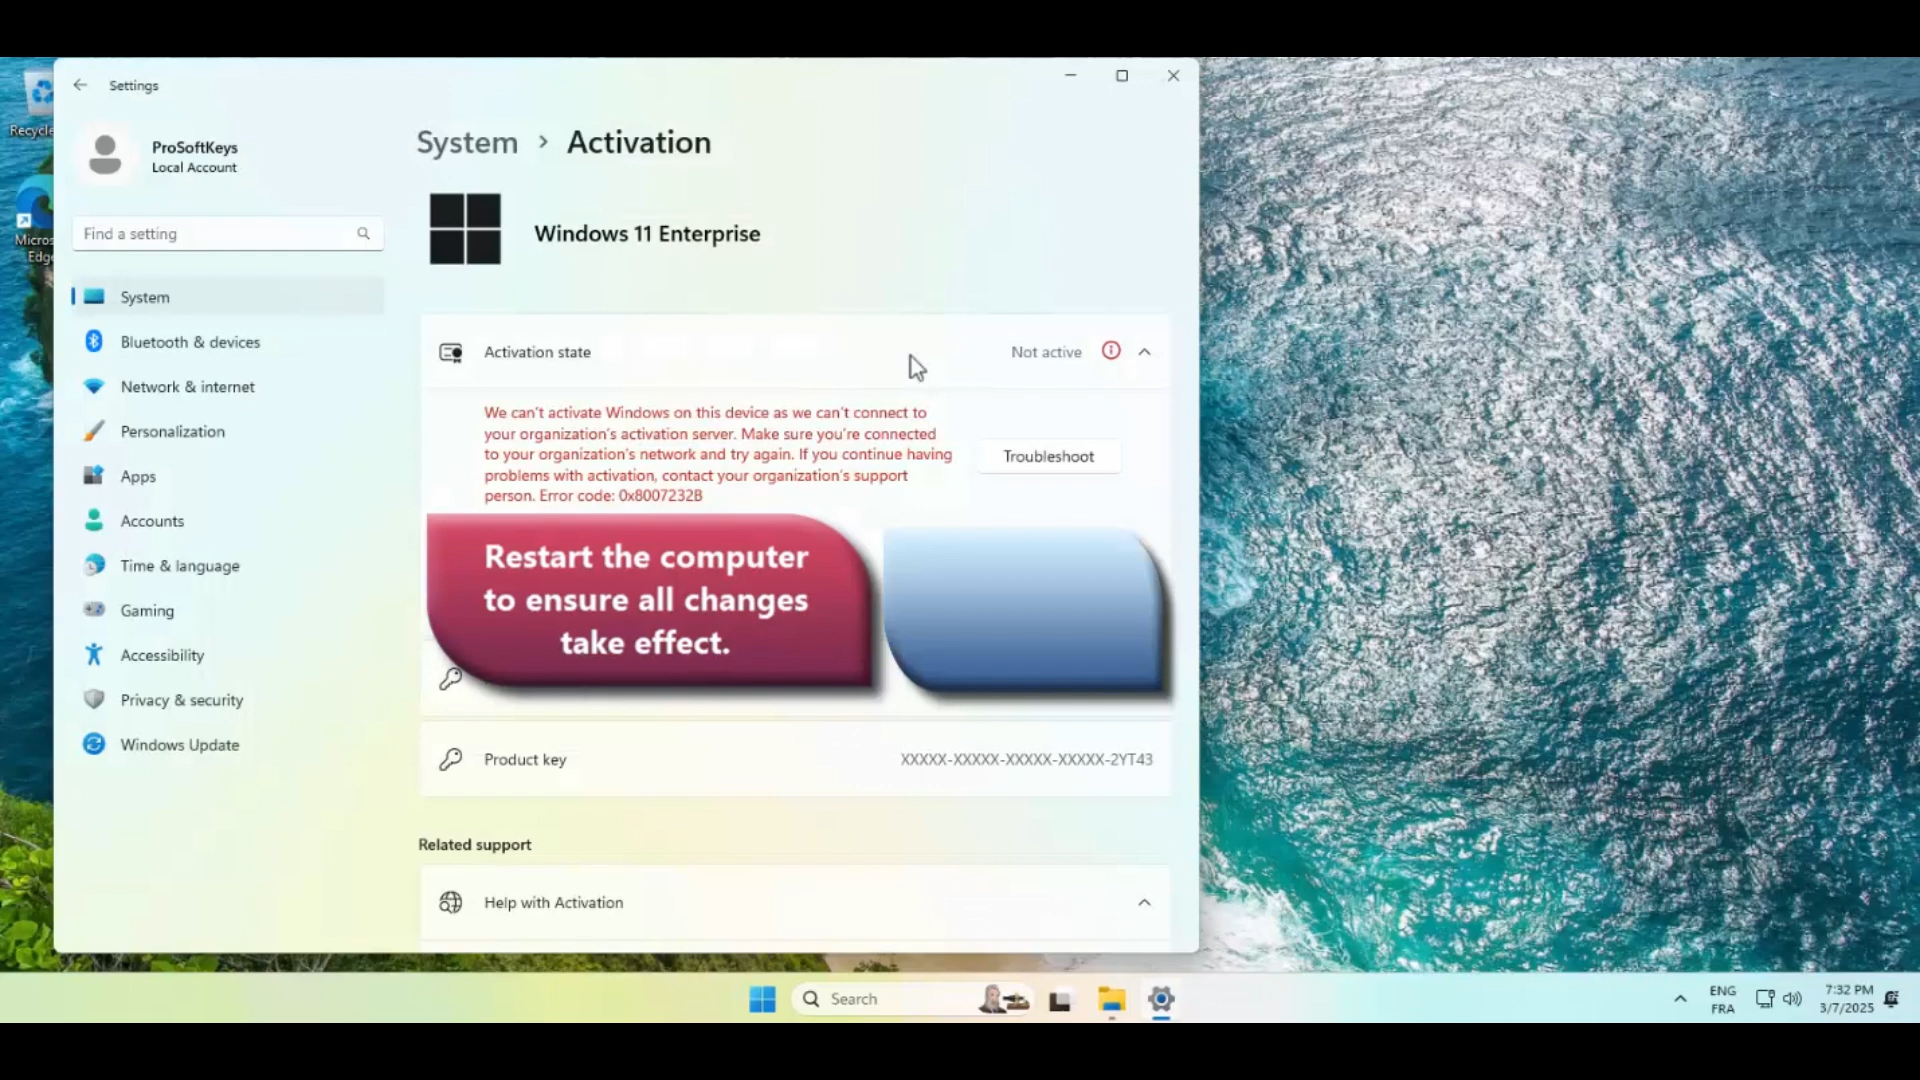 Settings
Recycle
Micros
Edge
ProSoftKeys
Local Account
Find a setting
System
Bluetooth & devices
Network & internet
Personalization
Apps
Accounts
Time & language
Gaming
Accessibility
Privacy & security
Windows Update
System > Activation
Windows 11 Enterprise
Activation state
Not active
We can't activate Windows on this device as we can't connect to
your organization's activation server. Make sure you're connected
to your organization's network and try again. If you continue having
problems with activation, contact your organization's support
person. Error code: 0x8007232B
Troubleshoot
Restart the computer
to ensure all changes
take effect.
Product key
XXXXX-XXXXX-XXXXX-XXXXX-2YT43
Related support
Help with Activation
Search
ENG
FRA
7:32 PM
3/7/2025